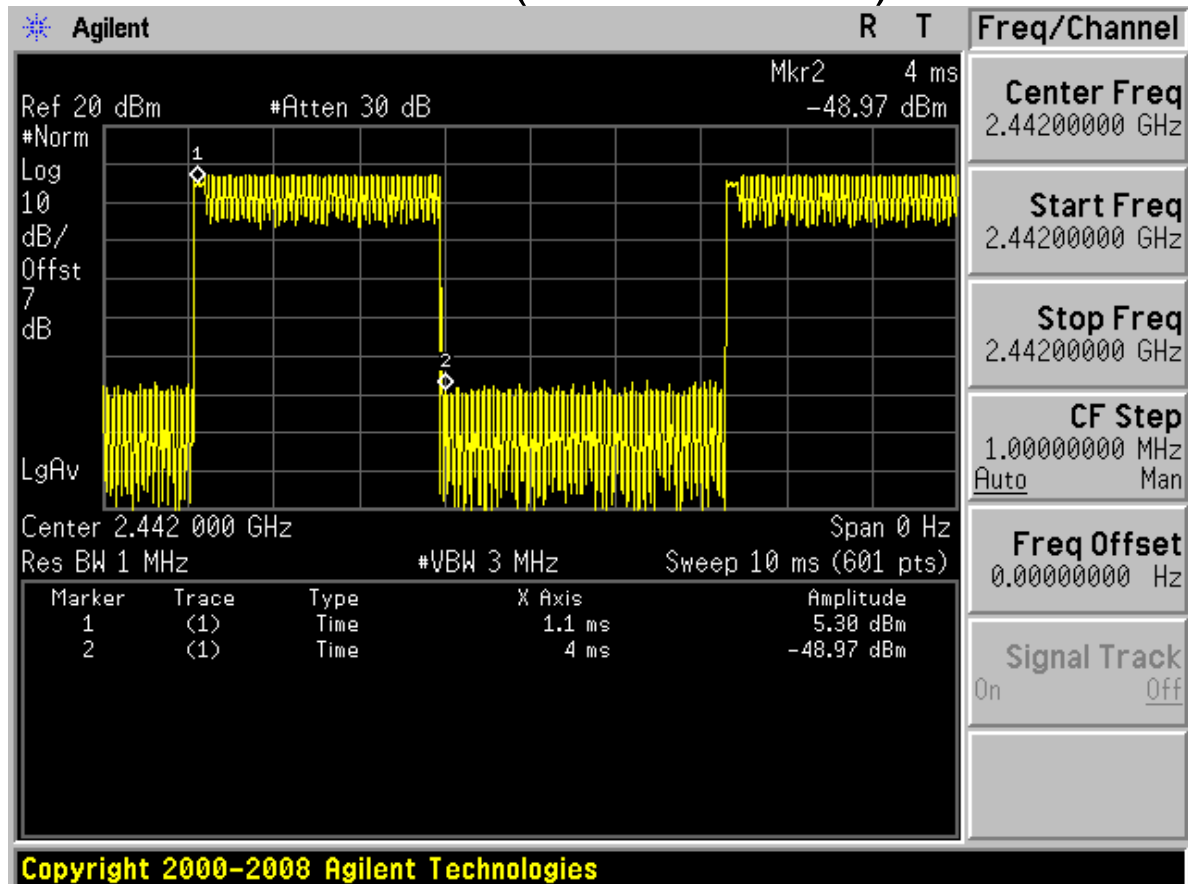 Agilent R T Freq/Channel
Mkr2 4 ms
Ref 20 dBm #Atten 30 dB -48.97 dBm
#Norm
Log
10
dB/
Offst
7
dB
LgAv
1
2
Center 2.442 000 GHz Span 0 Hz
Res BW 1 MHz #VBW 3 MHz Sweep 10 ms (601 pts)
Marker Trace Type X Axis Amplitude
1 (1) Time 1.1 ms 5.30 dBm
2 (1) Time 4 ms -48.97 dBm
Center Freq
2.44200000 GHz
Start Freq
2.44200000 GHz
Stop Freq
2.44200000 GHz
CF Step
1.00000000 MHz
Auto Man
Freq Offset
0.00000000 Hz
Signal Track
On Off
Copyright 2000-2008 Agilent Technologies